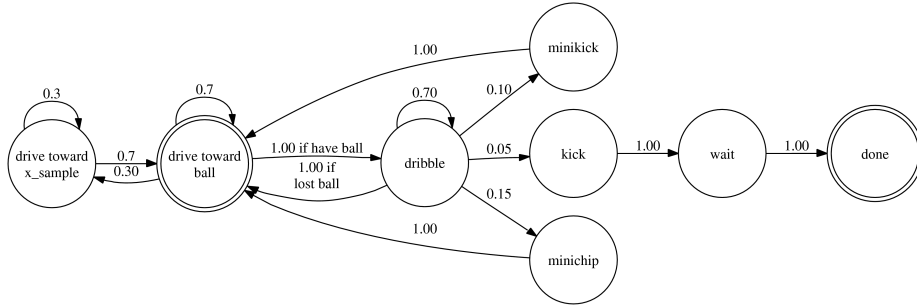 minikick
1.00
0.3
0.7
0.70
0.10
drive toward
x_sample
0.7
0.30
drive toward
ball
1.00 if have ball
1.00 if
lost ball
dribble
0.05
kick
1.00
wait
1.00
done
0.15
1.00
minichip